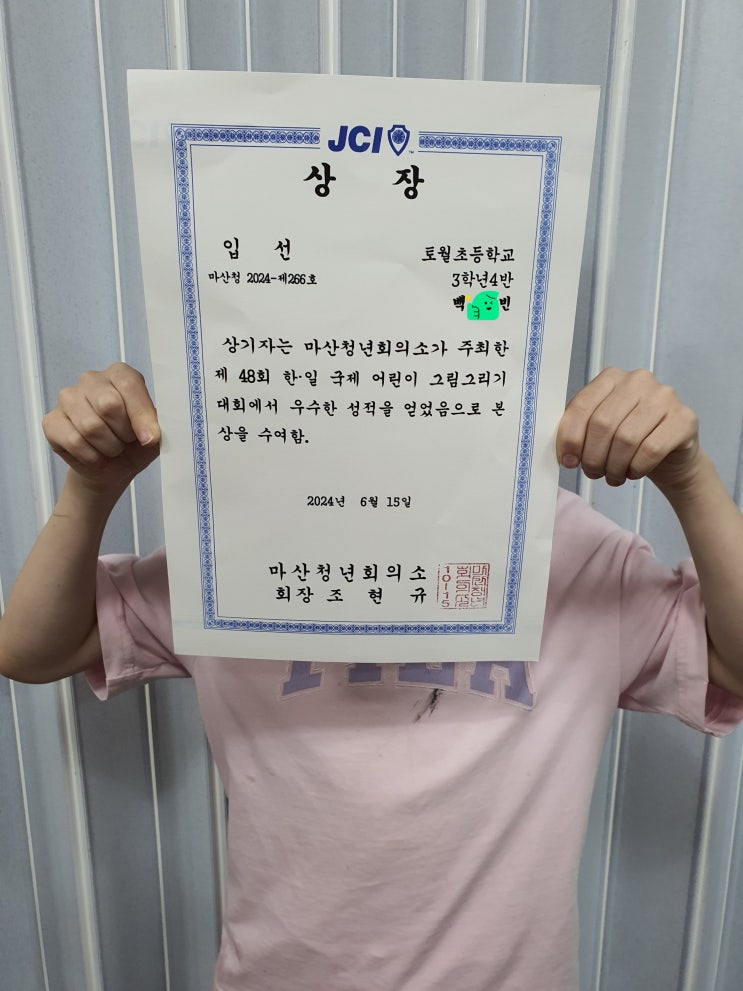 JCI
상 장
입 선
토월초등학교
마산청 2024-제266호
3학년4반
백 빈
상기자는 마산청년회의소가 주최한
제 48회 한·일 국제 어린이 그림그리기
대회에서 우수한 성적을 얻었음으로 본
상을 수여함.
2024년 6월 15일
마산청년회의소
회장 조 현 규